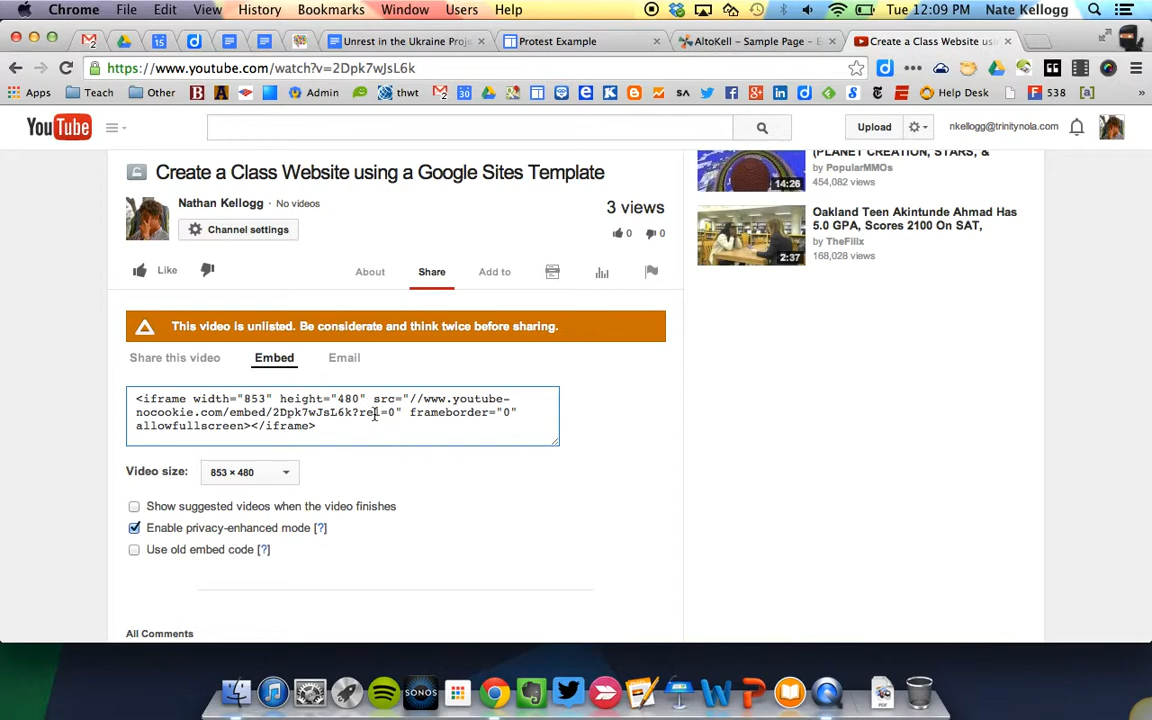 Chrome File Edit View History Bookmarks Window Users Help Tue 12:09 PM Nate Kellogg
Unrest in the Ukraine Proj
Protest Example
AltoKell – Sample Page – E
Create a Class Website usi
https://www.youtube.com/watch?v=2Dpk7wJsL6k
Apps Teach Other Admin thwt Help Desk 538
YouTube
Upload
nkellogg@trinitynola.com
Create a Class Website using a Google Sites Template
Nathan Kellogg · No videos
Channel settings
3 views
0 0
Like
About Share Add to
This video is unlisted. Be considerate and think twice before sharing.
Share this video Embed Email
<iframe width="853" height="480" src="//www.youtube-
nocookie.com/embed/2Dpk7wJsL6k?rel=0" frameborder="0"
allowfullscreen></iframe>
Video size: 853 × 480
Show suggested videos when the video finishes
Enable privacy-enhanced mode [?]
Use old embed code [?]
All Comments
(PLANET CREATION, STARS, &
by PopularMMOs
454,082 views
14:26
Oakland Teen Akintunde Ahmad Has
5.0 GPA, Scores 2100 On SAT,
by TheFilix
168,028 views
2:37
SONOS